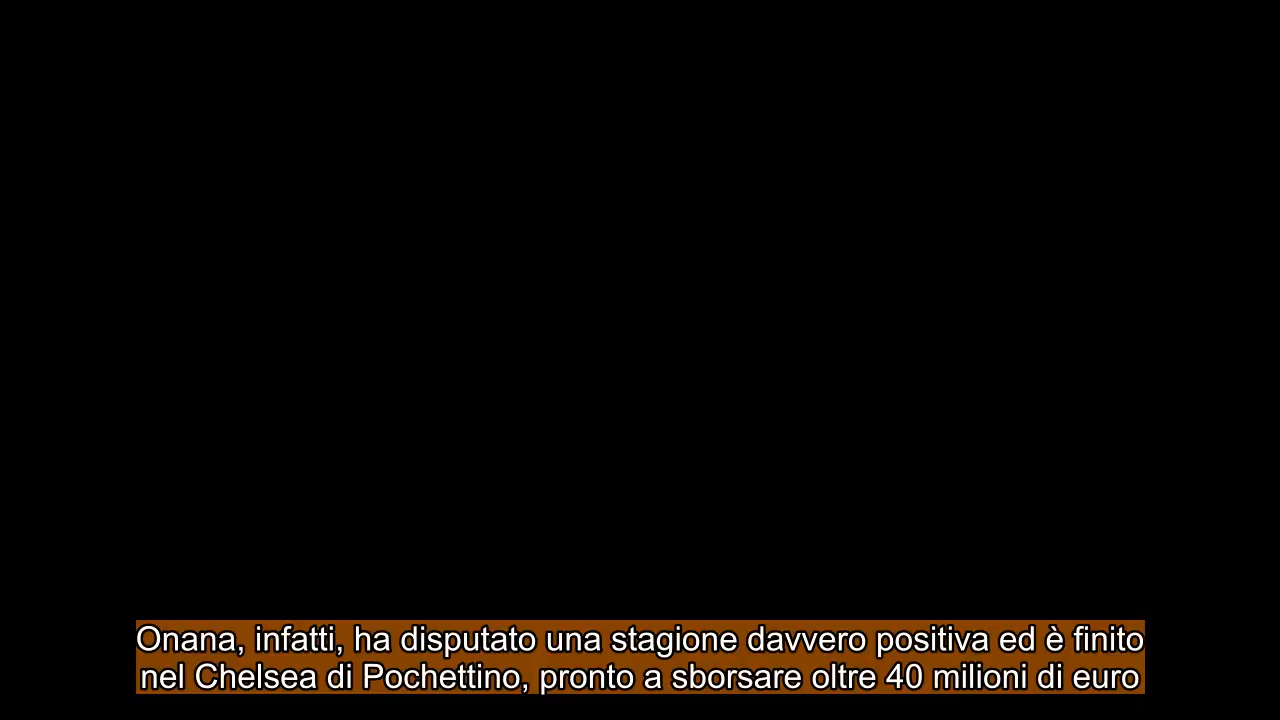 Onana, infatti, ha disputato una stagione davvero positiva ed è finito
nel Chelsea di Pochettino, pronto a sborsare oltre 40 milioni di euro